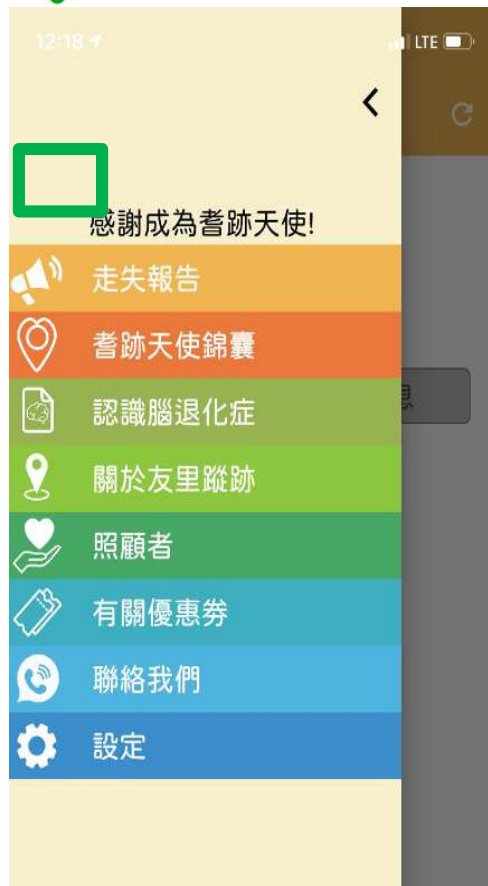 12:18
LTE
感謝成為耆跡天使!
走失報告
耆跡天使錦囊
認識腦退化症
息
關於友里蹤跡
照顧者
有關優惠券
聯絡我們
設定